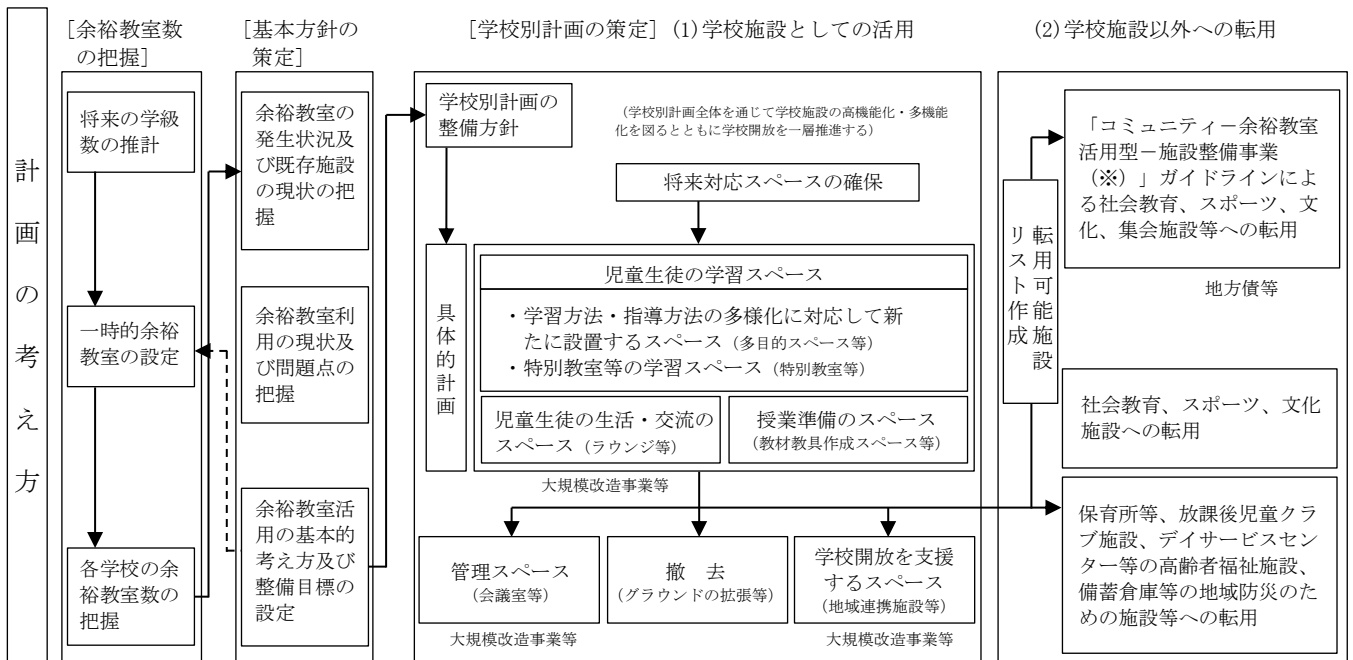 計画の考え方
[余裕教室数
の把握]
将来の学級
数の推計
一時的余裕
教室の設定
各学校の余
裕教室数の
把握
[基本方針の
策定]
余裕教室の
発生状況及
び既存施設
の現状の把
握
余裕教室利
用の現状及
び問題点の
把握
余裕教室活
用の基本的
考え方及び
整備目標の
設定
[学校別計画の策定] (1)学校施設としての活用
学校別計画の
整備方針
(学校別計画全体を通じて学校施設の高機能化・多機能
化を図るとともに学校開放を一層推進する)
将来対応スペースの確保
具体的計画
児童生徒の学習スペース
・学習方法・指導方法の多様化に対応して新
たに設置するスペース(多目的スペース等)
・特別教室等の学習スペース(特別教室等)
児童生徒の生活・交流の
スペース(ラウンジ等)
授業準備のスペース
(教材教具作成スペース等)
大規模改造事業等
管理スペース
(会議室等)
大規模改造事業等
撤 去
(グラウンドの拡張等)
学校開放を支援
するスペース
(地域連携施設等)
大規模改造事業等
(2)学校施設以外への転用
転用可能施設
リスト作成
「コミュニティ－余裕教室
活用型－施設整備事業
(※)」ガイドラインによ
る社会教育、スポーツ、文
化、集会施設等への転用
地方債等
社会教育、スポーツ、文化
施設への転用
保育所等、放課後児童クラ
ブ施設、デイサービスセン
ター等の高齢者福祉施設、
備蓄倉庫等の地域防災のた
めの施設等への転用